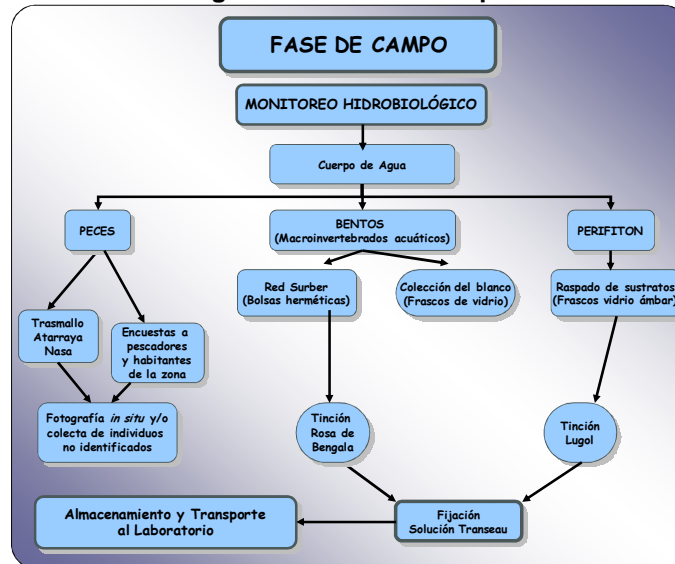 FASE DE CAMPO
MONITOREO HIDROBIOLÓGICO
Cuerpo de Agua
PECES
BENTOS
(Macroinvertebrados acuáticos)
PERIFITON
Red Surber
(Bolsas herméticas)
Colección del blanco
(Frascos de vidrio)
Raspado de sustratos
(Frascos vidrio ámbar)
Trasmallo
Atarraya
Nasa
Encuestas a
pescadores
y habitantes
de la zona
Fotografía in situ y/o
colecta de individuos
no identificados
Tinción
Rosa de
Bengala
Tinción
Lugol
Almacenamiento y Transporte
al Laboratorio
Fijación
Solución Transeau